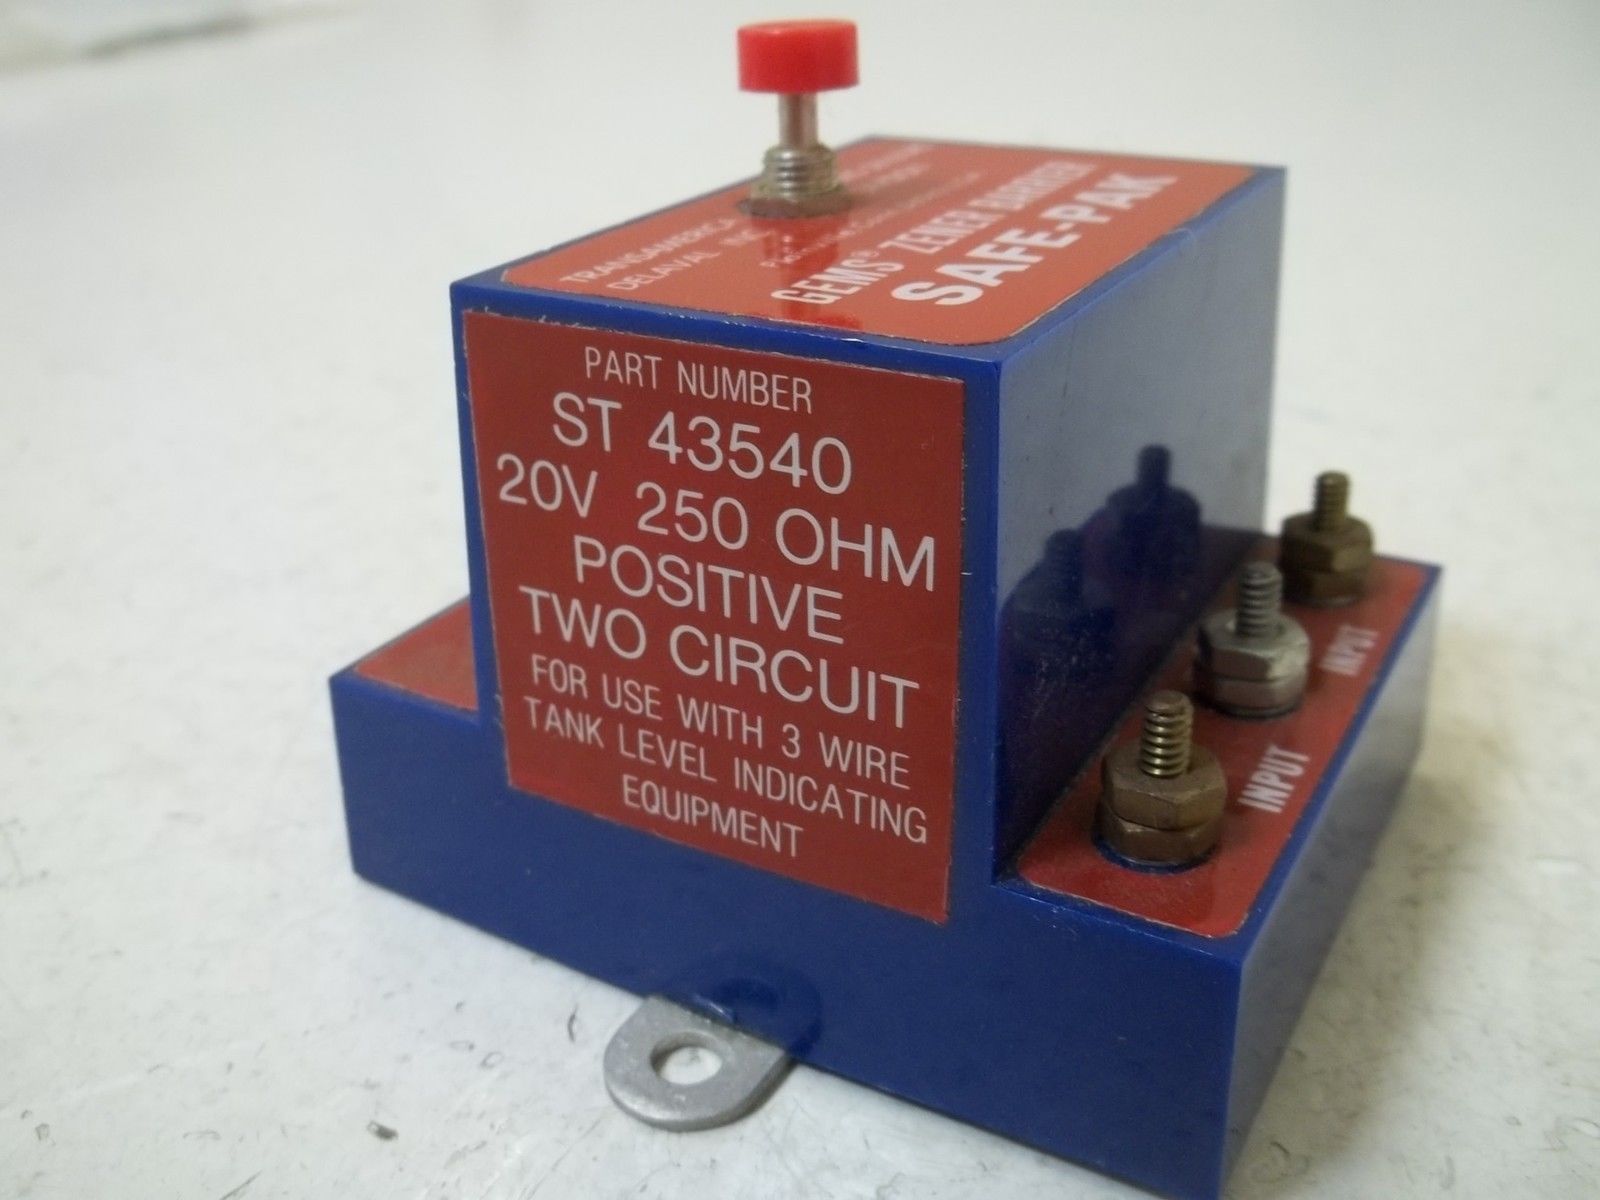 TRANSAMERICA
DELAVAL INC
GEMS® ZENER BARRIER
SAFE-PAK
PART NUMBER
ST 43540
20V 250 OHM
POSITIVE
TWO CIRCUIT
FOR USE WITH 3 WIRE
TANK LEVEL INDICATING
EQUIPMENT
INPUT
INPUT